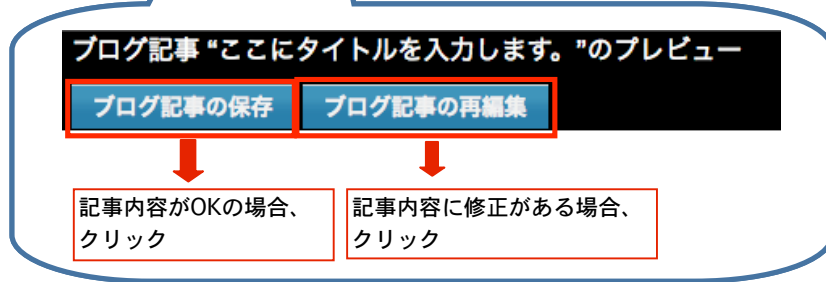 ブログ記事 “ここにタイトルを入力します。”のプレビュー
ブログ記事の保存 ブログ記事の再編集
記事内容がOKの場合、
クリック
記事内容に修正がある場合、
クリック